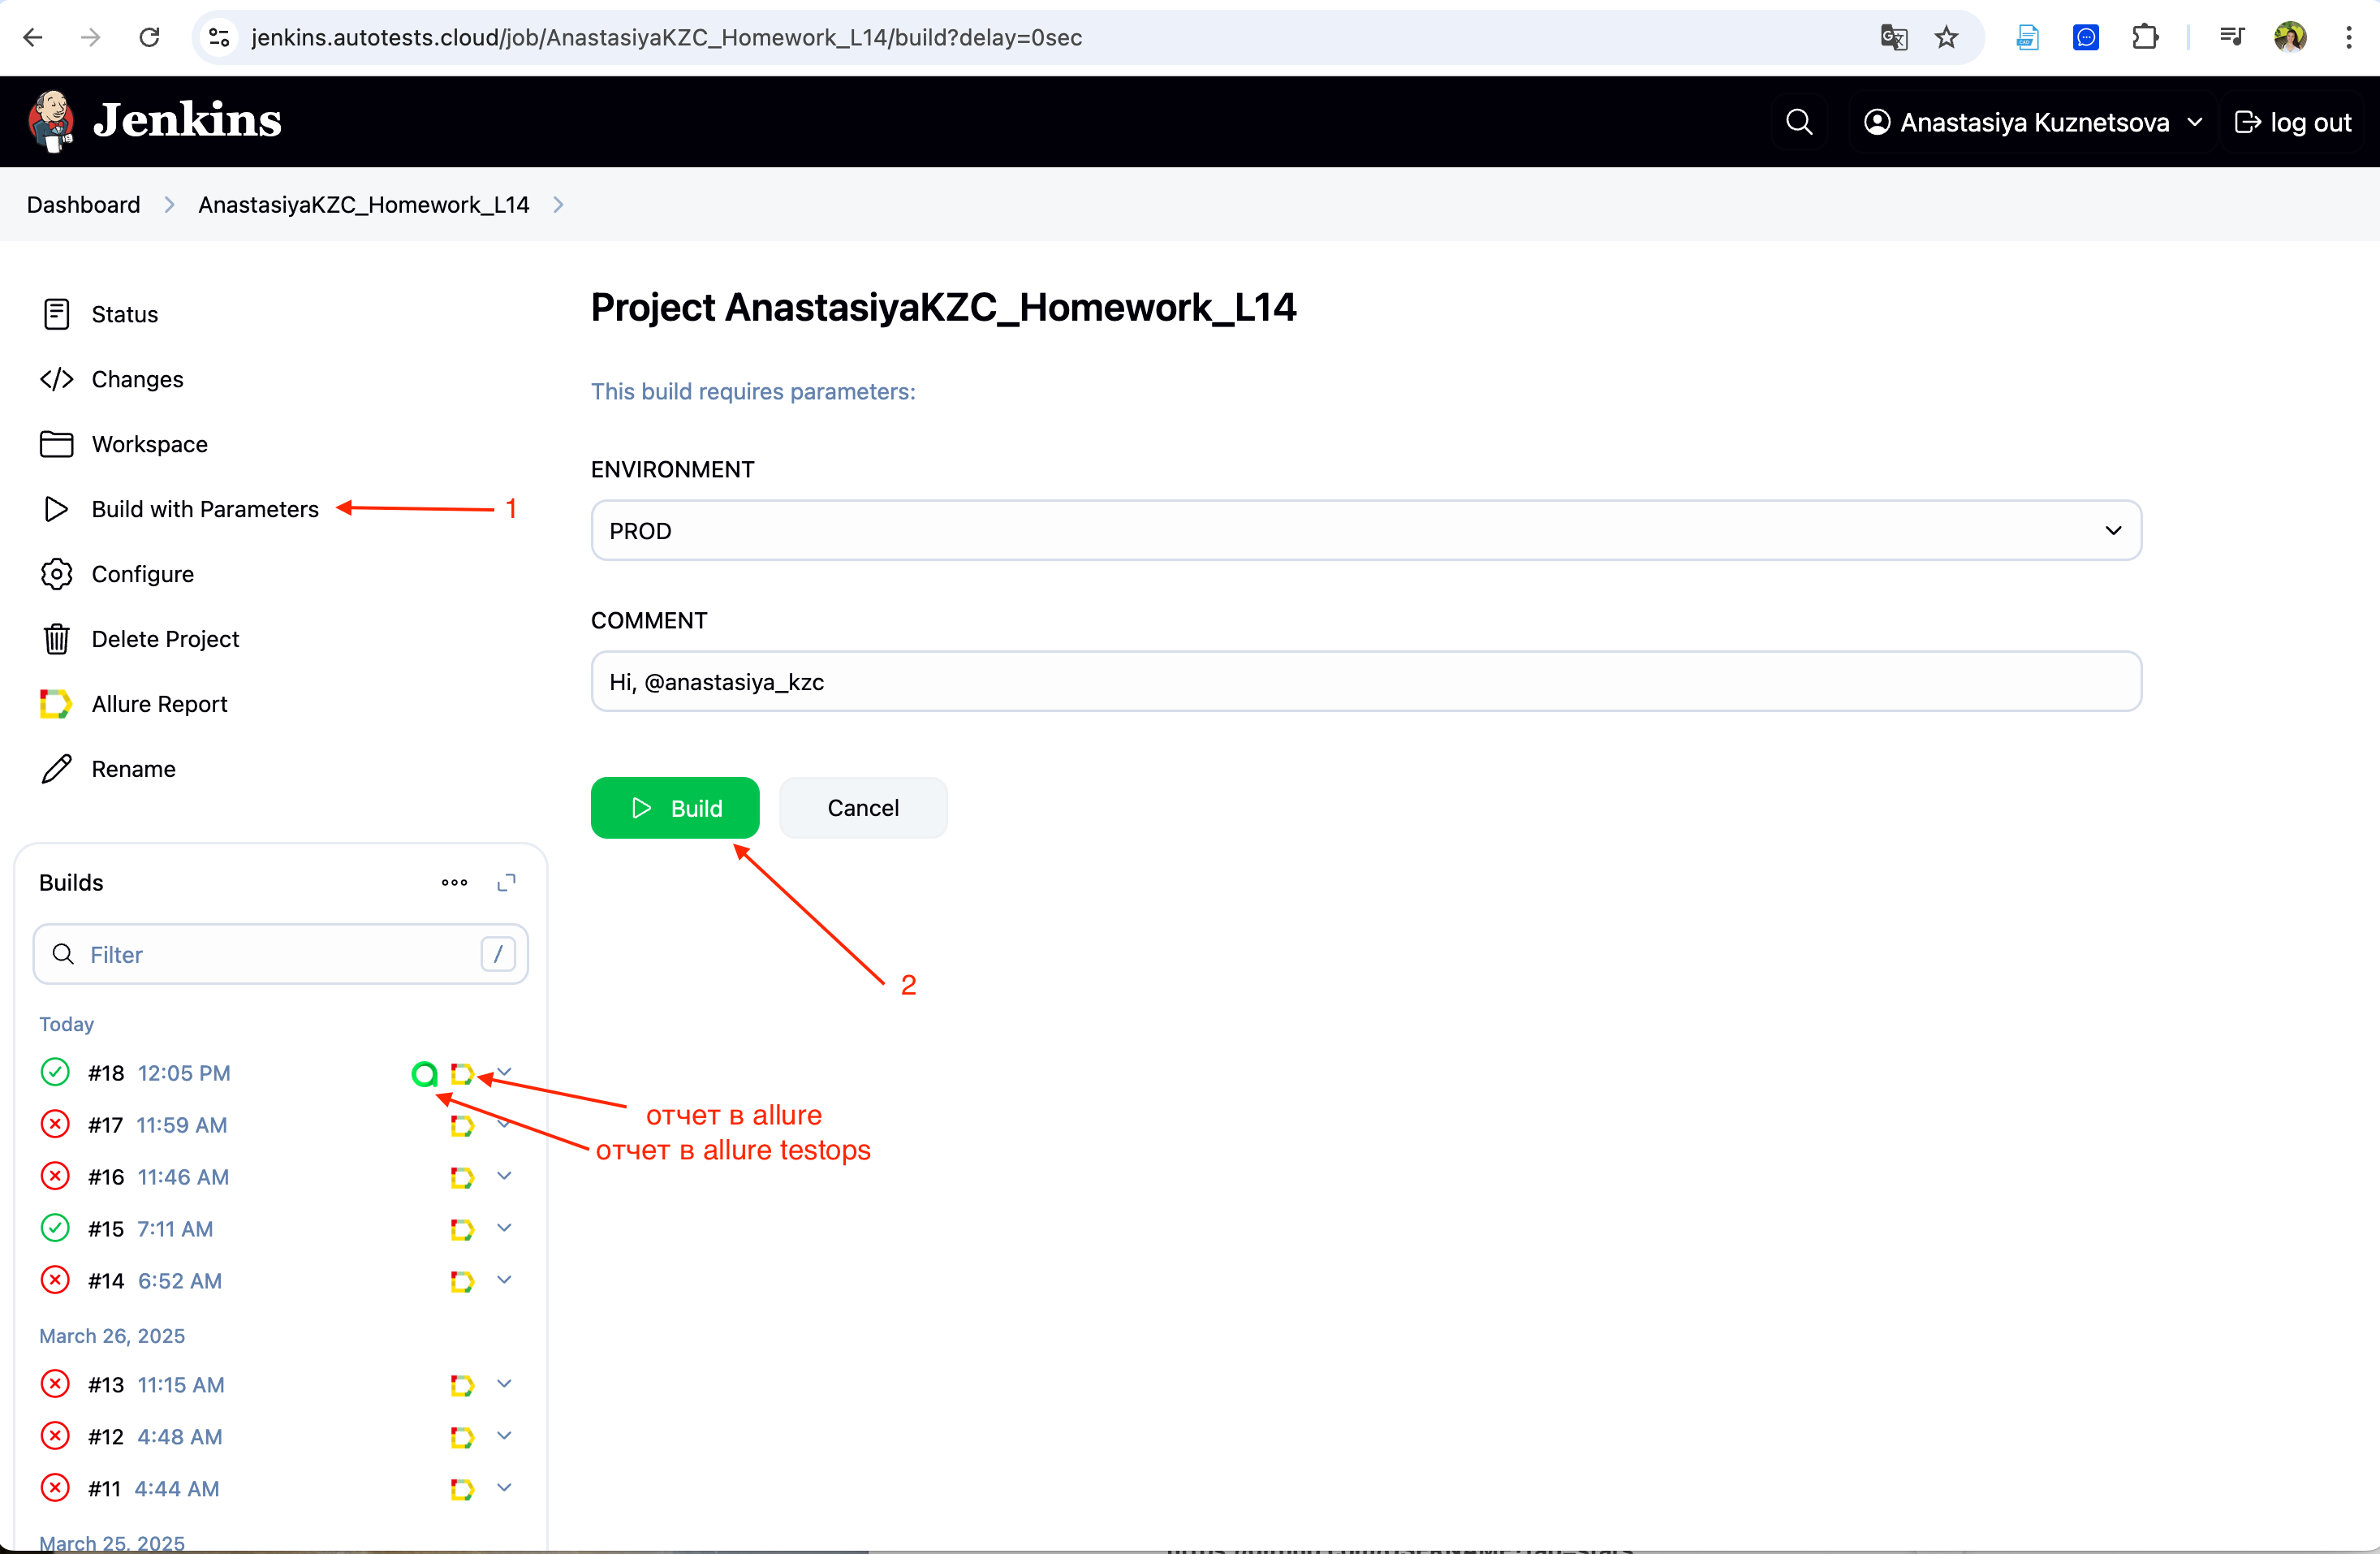 jenkins.autotests.cloud/job/AnastasiyaKZC_Homework_L14/build?delay=0sec
Jenkins
Anastasiya Kuznetsova
log out
Dashboard
AnastasiyaKZC_Homework_L14
Status
Changes
Workspace
Build with Parameters
1
Configure
Delete Project
Allure Report
Rename
Project AnastasiyaKZC_Homework_L14
This build requires parameters:
ENVIRONMENT
PROD
COMMENT
Hi, @anastasiya_kzc
Build
Cancel
2
Builds
Filter
/
Today
#18 12:05 PM
#17 11:59 AM
#16 11:46 AM
#15 7:11 AM
#14 6:52 AM
отчет в allure
отчет в allure testops
March 26, 2025
#13 11:15 AM
#12 4:48 AM
#11 4:44 AM
March 25, 2025